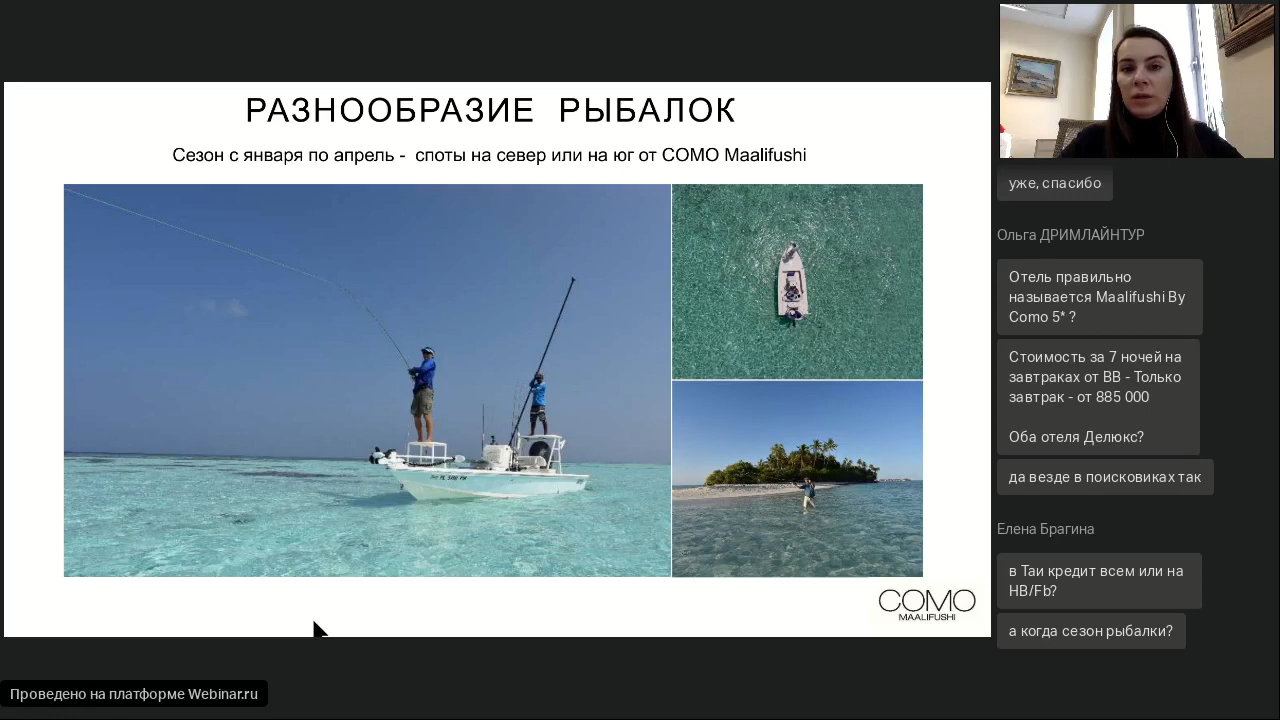 РАЗНООБРАЗИЕ РЫБАЛОК
Сезон с января по апрель - споты на север или на юг от COMO Maalifushi
COMO
MAALIFUSHI
уже, спасибо
Ольга ДРИМЛАЙНТУР
Отель правильно
называется Maalifushi By
Como 5* ?
Стоимость за 7 ночей на
завтраках от BB - Только
завтрак - от 885 000
Оба отеля Делюкс?
да везде в поисковиках так
Елена Брагина
в Таи кредит всем или на
HB/Fb?
а когда сезон рыбалки?
Проведено на платформе Webinar.ru